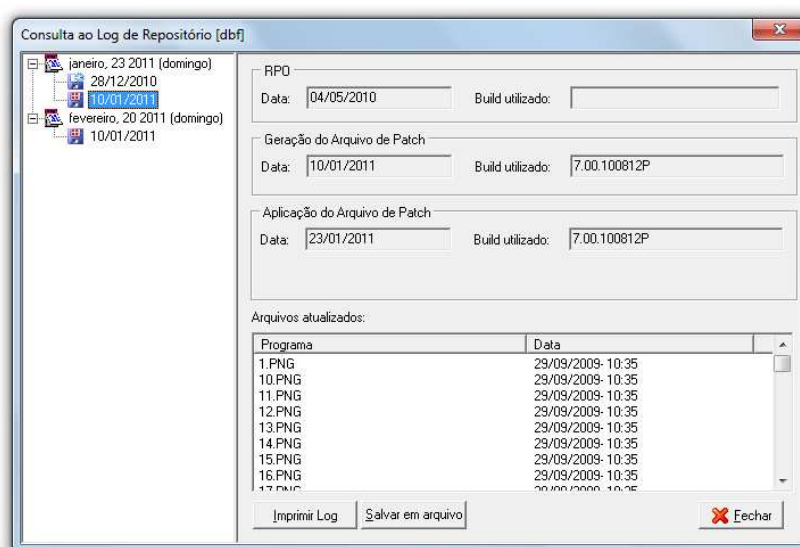 Consulta ao Log de Repositório [dbf]
janeiro, 23 2011 (domingo)
28/12/2010
10/01/2011
fevereiro, 20 2011 (domingo)
10/01/2011
RPO
Data: 04/05/2010 Build utilizado:
Geração do Arquivo de Patch
Data: 10/01/2011 Build utilizado: 7.00.100812P
Aplicação do Arquivo de Patch
Data: 23/01/2011 Build utilizado: 7.00.100812P
Arquivos atualizados:
Programa Data
1.PNG 29/09/2009- 10:35
10.PNG 29/09/2009- 10:35
11.PNG 29/09/2009- 10:35
12.PNG 29/09/2009- 10:35
13.PNG 29/09/2009- 10:35
14.PNG 29/09/2009- 10:35
15.PNG 29/09/2009- 10:35
16.PNG 29/09/2009- 10:35
Imprimir Log Salvar em arquivo Fechar